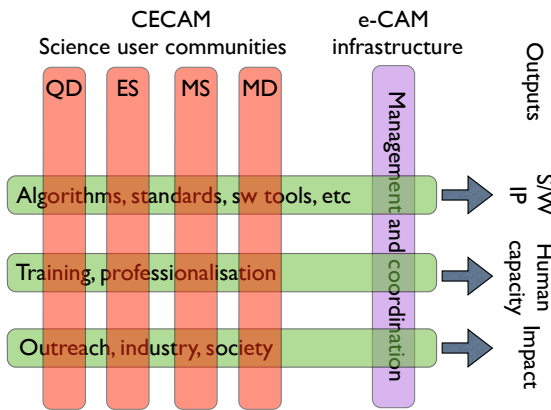 CECAM
Science user communities
e-CAM
infrastructure
Outputs
QD
ES
MS
MD
Management and coordination
Algorithms, standards, sw tools, etc
S/W
IP
Training, professionalisation
Human
capacity
Outreach, industry, society
Impact